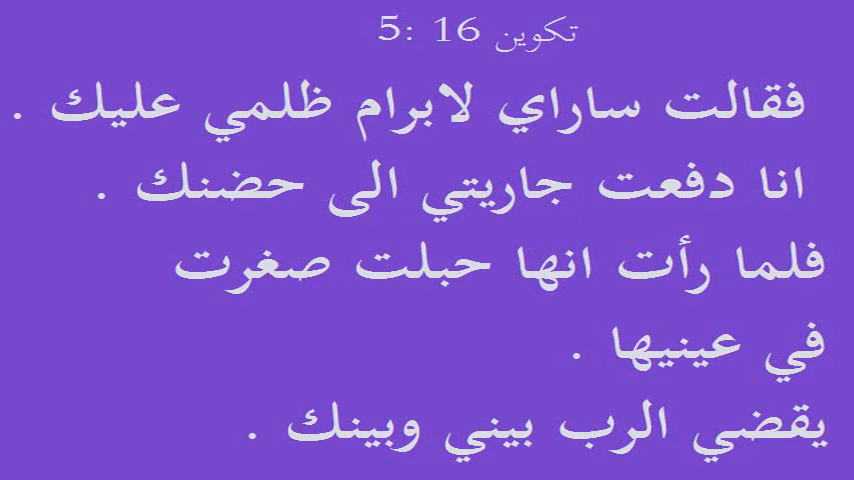 تكوين 16 :5
فقالت ساراي لابرام ظلمي عليك .
انا دفعت جاريتي الى حضنك .
فلما رأت انها حبلت صغرت
في عينيها .
يقضي الرب بيني وبينك .